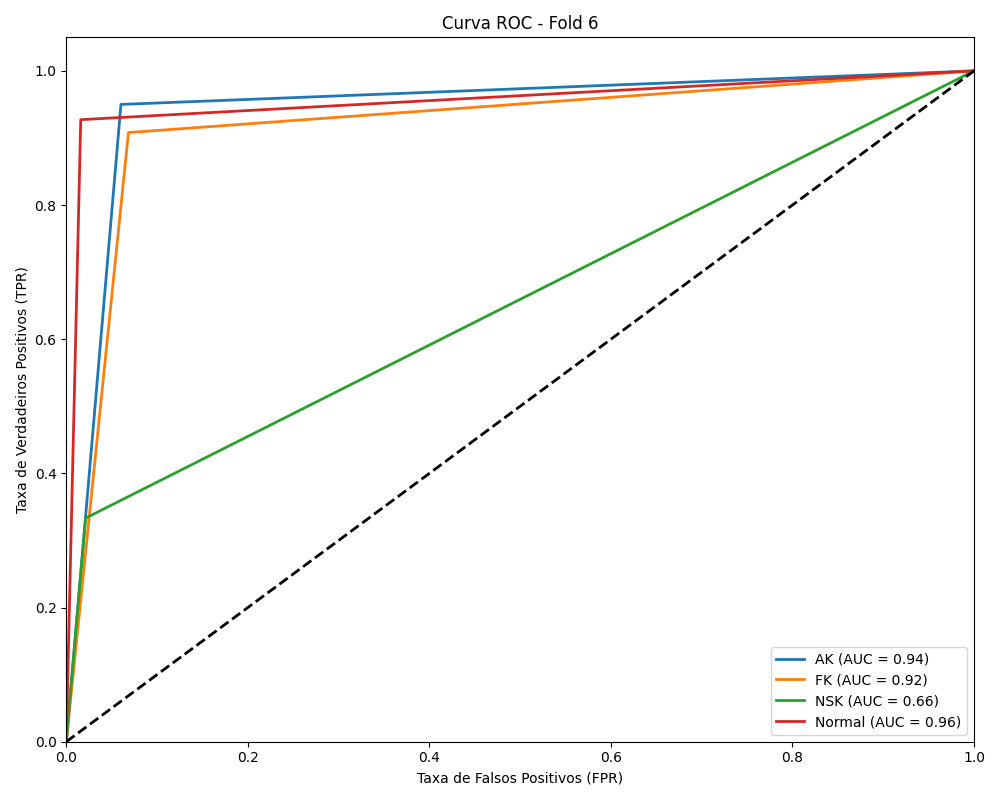 Curva ROC - Fold 6
Taxa de Verdadeiros Positivos (TPR)
1.0
0.8
0.6
0.4
0.2
0.0
0.0 0.2 0.4 0.6 0.8 1.0
Taxa de Falsos Positivos (FPR)
AK (AUC = 0.94)
FK (AUC = 0.92)
NSK (AUC = 0.66)
Normal (AUC = 0.96)